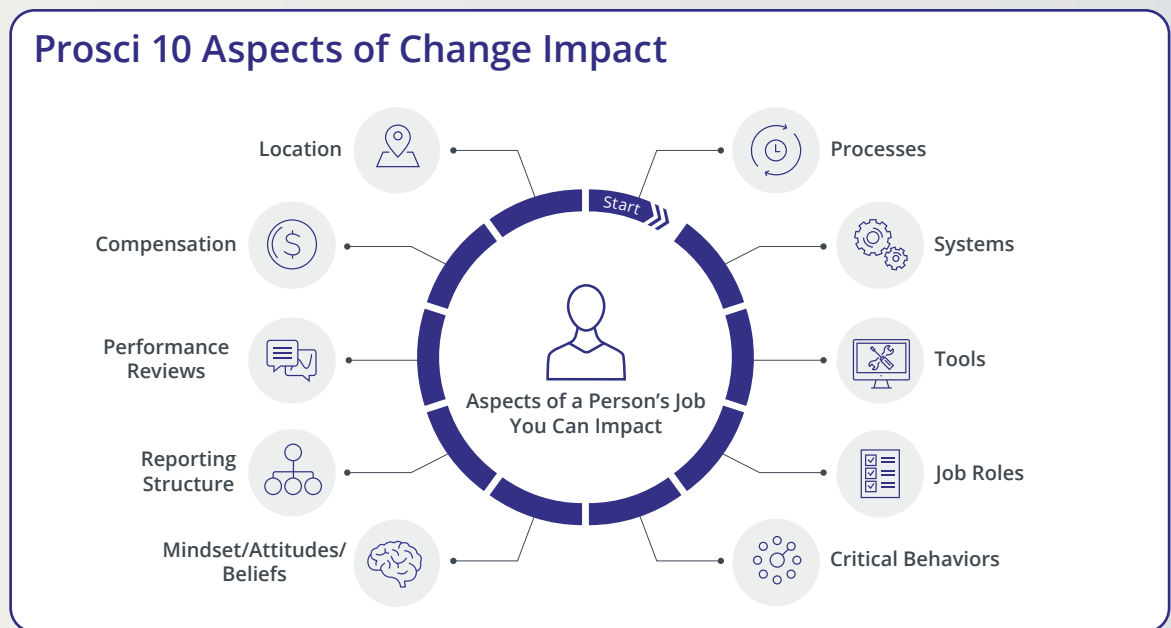 Prosci 10 Aspects of Change Impact
Start
Processes
Systems
Tools
Job Roles
Critical Behaviors
Mindset/Attitudes/
Beliefs
Reporting
Structure
Performance
Reviews
Compensation
$
Location
Aspects of a Person's Job
You Can Impact